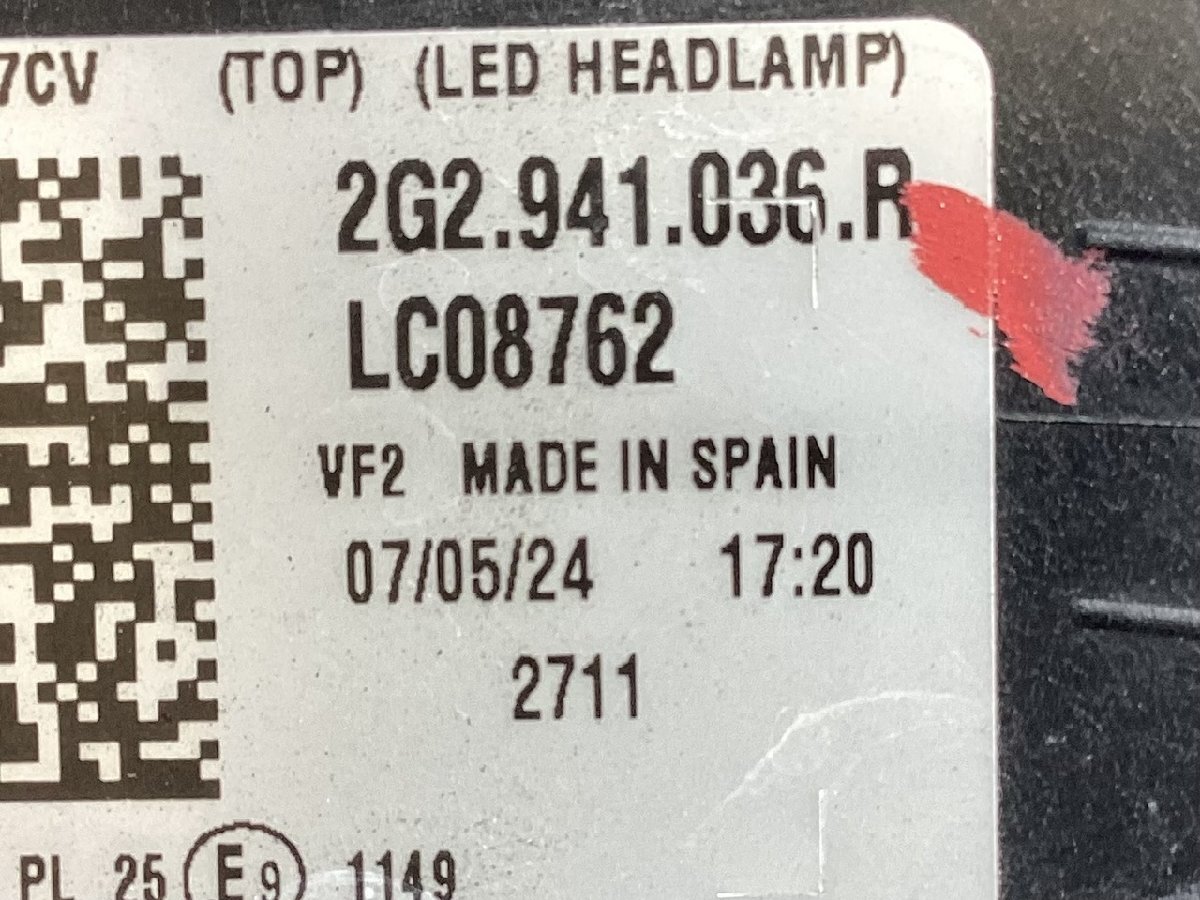 7CV (TOP) (LED HEADLAMP)
2G2.941.036.R
LC08762
VF2 MADE IN SPAIN
07/05/24 17:20
2711
PL 25 E9 1149